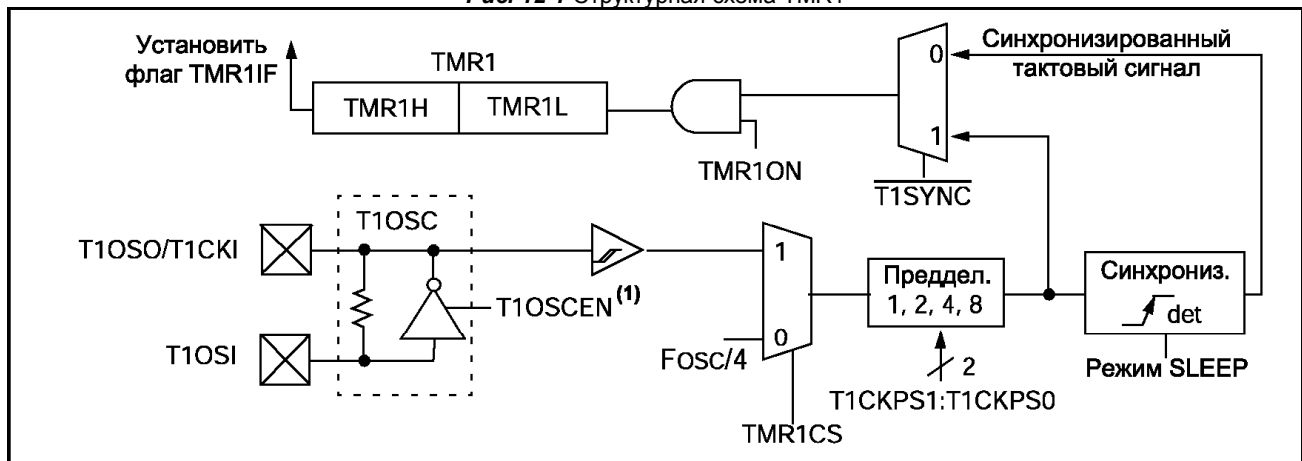 Рис. 12-1 Структурная схема TMR1
Установить
флаг TMR1IF
TMR1
TMR1H
TMR1L
TMR1ON
0
1
T1SYNC
Синхронизированный
тактовый сигнал
T1OSC
T1OSO/T1CKI
T1OSCEN(1)
T1OSI
1
0
FOSC/4
TMR1CS
Преддел.
1, 2, 4, 8
2
T1CKPS1:T1CKPS0
Синхрониз.
det
Режим SLEEP